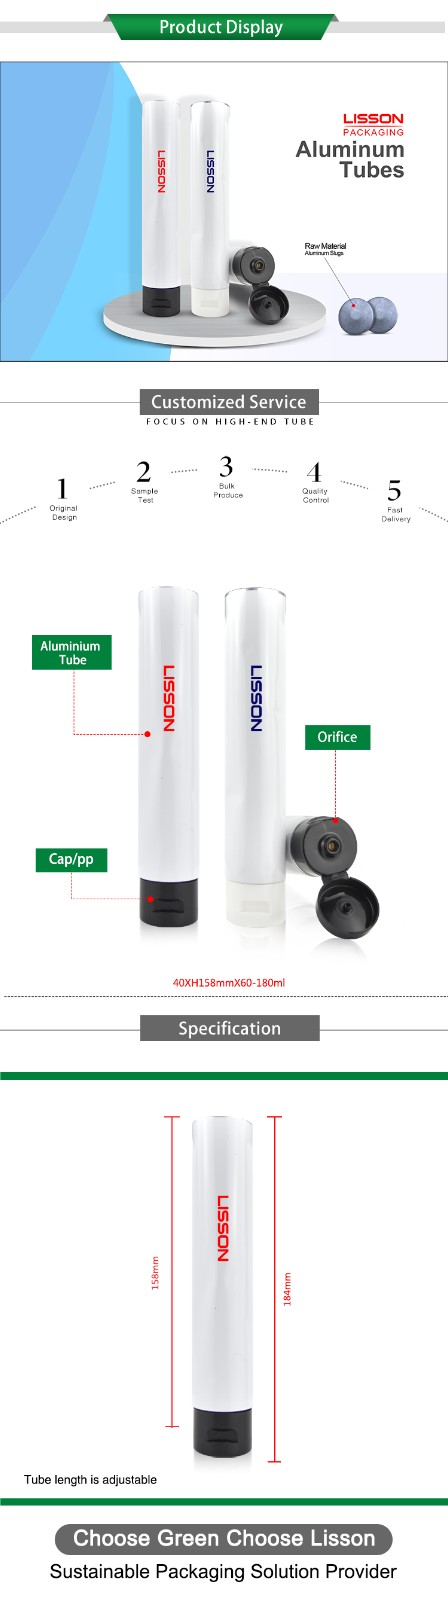 Product Display
LISSON
PACKAGING
Aluminum
Tubes
LISSON
LISSON
Raw Material
Aluminum Slugs
Customized Service
FOCUS ON HIGH-END TUBE
1
Original
Design
2
Sample
Test
3
Bulk
Produce
4
Quality
Control
5
Fast
Delivery
Aluminium
Tube
LISSON
LISSON
Orifice
Cap/pp
40XH158mmX60-180ml
Specification
LISSON
158mm
184mm
Tube length is adjustable
Choose Green Choose Lisson
Sustainable Packaging Solution Provider